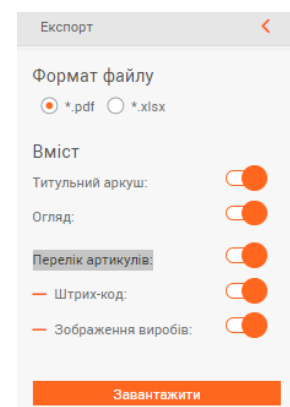 Експорт
Формат файлу
*.pdf *.xlsx
Вміст
Титульний аркуш:
Огляд:
Перелік артикулів:
— Штрих-код:
— Зображення виробів:
Завантажити